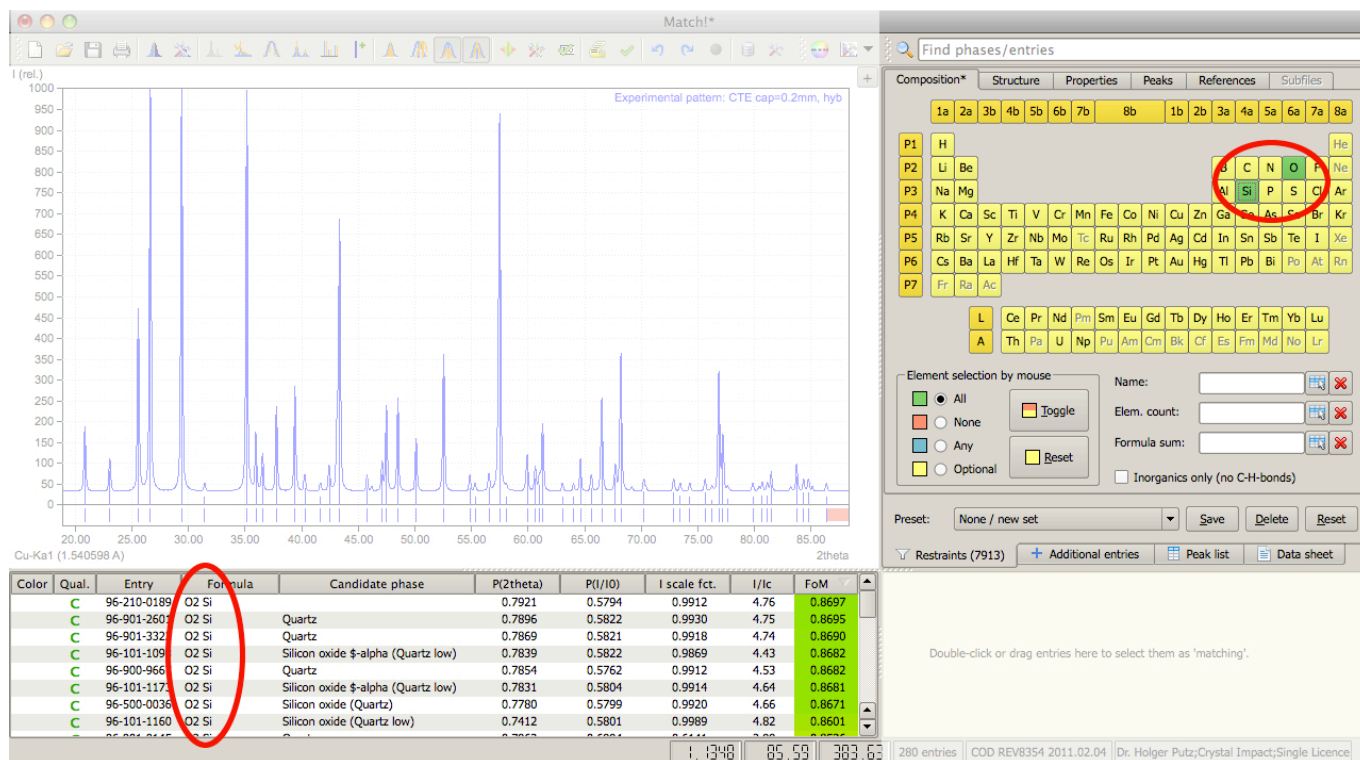 Match!*
Find phases/entries
I (rel.)
Experimental pattern: CTE cap=0.2mm, hyb
1000
950
900
850
800
750
700
650
600
550
500
450
400
350
300
250
200
150
100
50
0
20.00 25.00 30.00 35.00 40.00 45.00 50.00 55.00 60.00 65.00 70.00 75.00 80.00 85.00
Cu-Ka1 (1.540598 A) 2theta
Composition* Structure Properties Peaks References Subfiles
1a 2a 3b 4b 5b 6b 7b 8b 1b 2b 3a 4a 5a 6a 7a 8a
P1 H He
P2 Li Be B C N O F Ne
P3 Na Mg Al Si P S Cl Ar
P4 K Ca Sc Ti V Cr Mn Fe Co Ni Cu Zn Ga Ge As Se Br Kr
P5 Rb Sr Y Zr Nb Mo Tc Ru Rh Pd Ag Cd In Sn Sb Te I Xe
P6 Cs Ba La Hf Ta W Re Os Ir Pt Au Hg Tl Pb Bi Po At Rn
P7 Fr Ra Ac
L Ce Pr Nd Pm Sm Eu Gd Tb Dy Ho Er Tm Yb Lu
A Th Pa U Np Pu Am Cm Bk Cf Es Fm Md No Lr
Element selection by mouse
All
None
Any
Optional
Toggle
Reset
Name:
Elem. count:
Formula sum:
Inorganics only (no C-H-bonds)
Preset: None / new set Save Delete Reset
Restraints (7913) Additional entries Peak list Data sheet
Color Qual. Entry Formula Candidate phase P(2theta) P(I/I0) I scale fct. I/Ic FoM
C 96-210-0189 O2 Si 0.7921 0.5794 0.9912 4.76 0.8697
C 96-901-2601 O2 Si Quartz 0.7896 0.5822 0.9930 4.75 0.8695
C O2 Si Quartz 0.7869 0.5821 0.9918 4.74 0.8690
C O2 Si Silicon oxide $-alpha (Quartz low) 0.7839 0.5822 0.9869 4.43 0.8682
C O2 Si Quartz 0.7854 0.5762 0.9912 4.53 0.8682
C 96-101-1173 O2 Si Silicon oxide $-alpha (Quartz low) 0.7831 0.5804 0.9914 4.64 0.8681
C 96-500-0036 O2 Si Silicon oxide (Quartz) 0.7780 0.5799 0.9920 4.66 0.8671
C 96-101-1160 O2 Si Silicon oxide (Quartz low) 0.7412 0.5801 0.9989 4.82 0.8601
Double-click or drag entries here to select them as 'matching'.
1.1348 85.59 383.63
280 entries COD REV8354 2011.02.04 Dr. Holger Putz;Crystal Impact;Single Licence